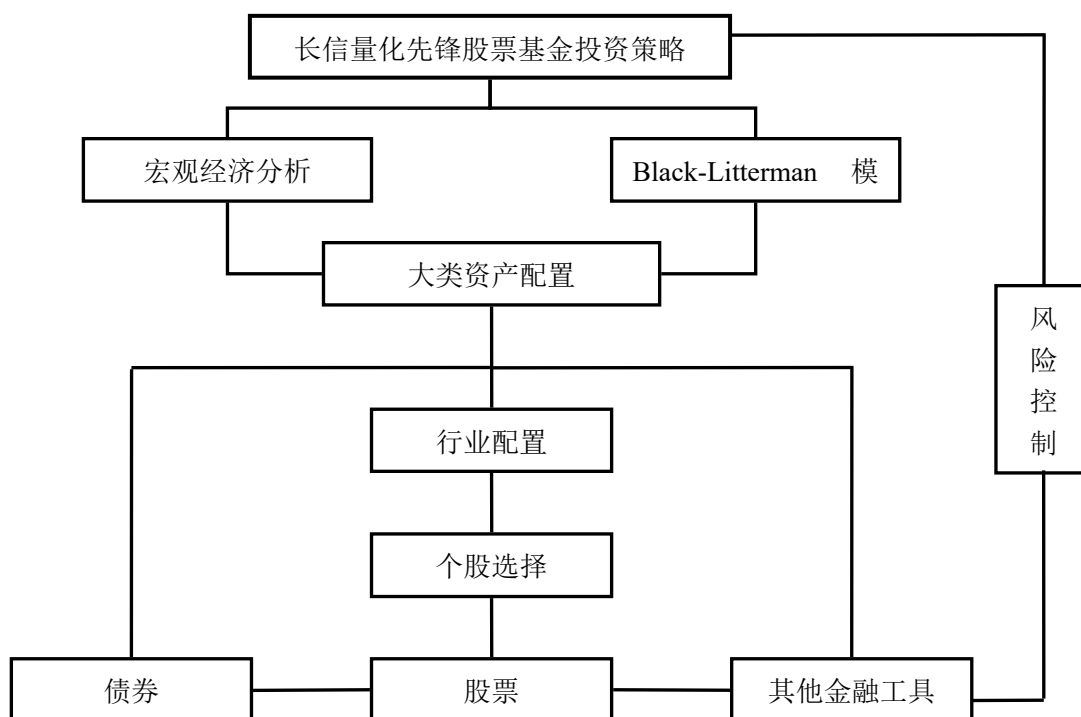 长信量化先锋股票基金投资策略
宏观经济分析
Black-Litterman 模
大类资产配置
风
险
控
制
行业配置
个股选择
债券
股票
其他金融工具